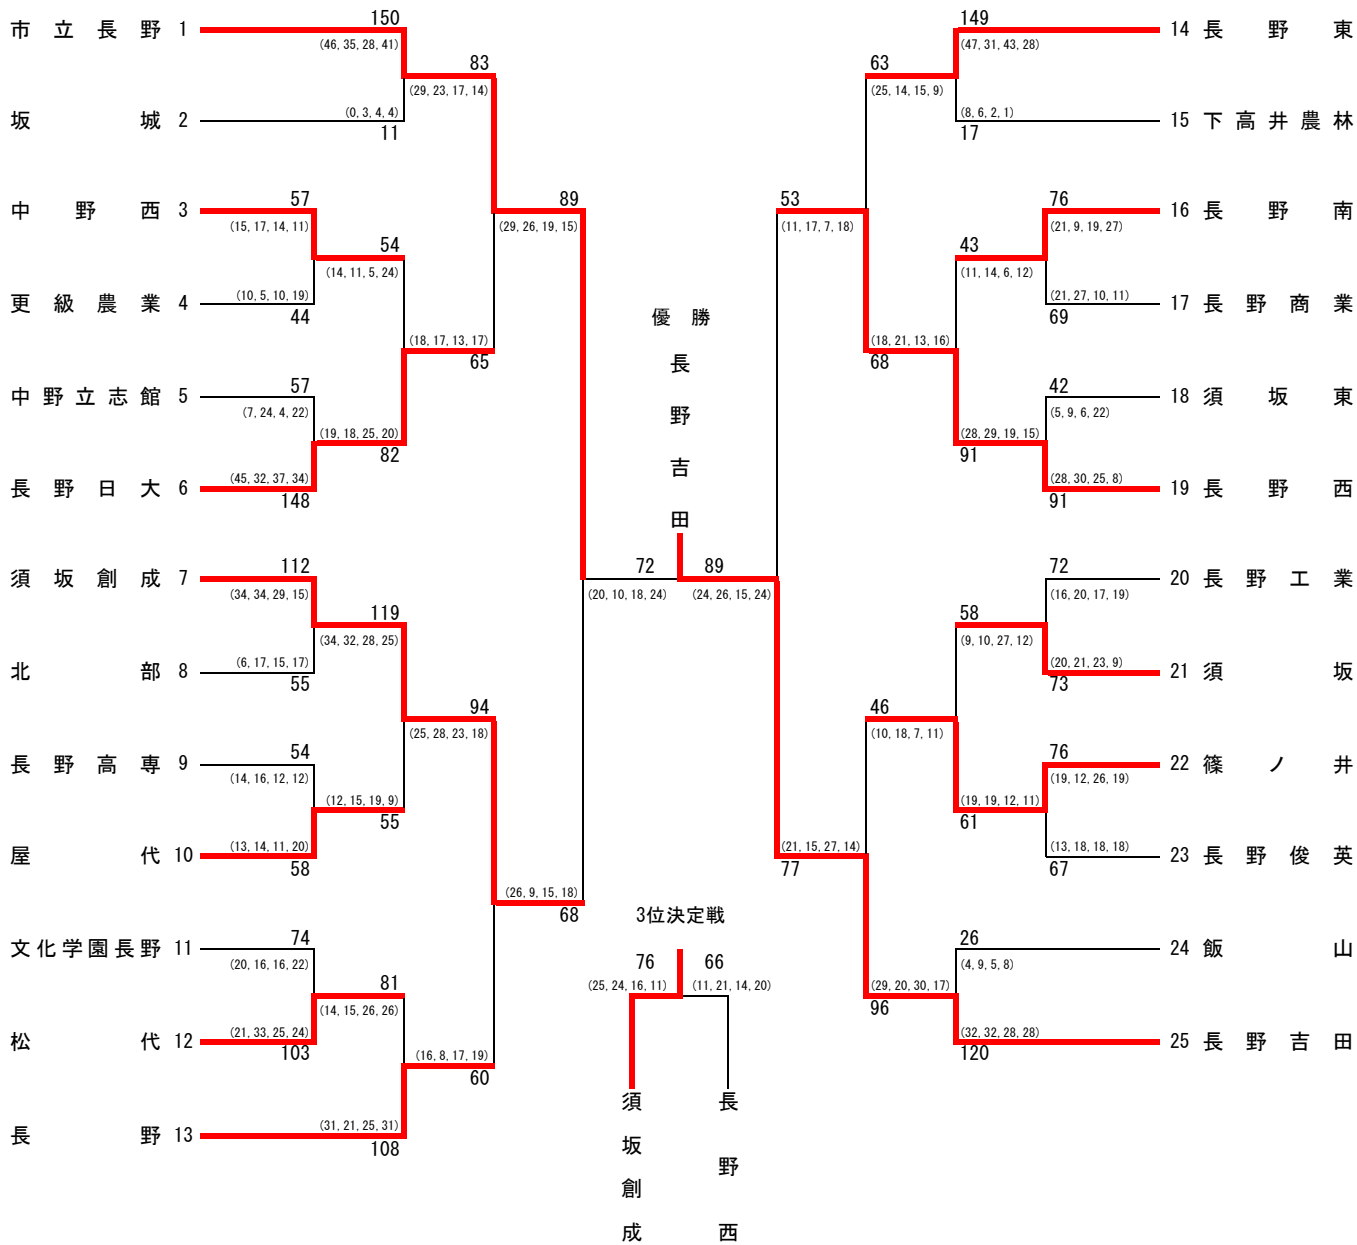 市立長野 1 150 (46, 35, 28, 41)
坂城 2 (0, 3, 4, 4) 11
83 (29, 23, 17, 14)
中野西 3 57 (15, 17, 14, 11)
更級農業 4 (10, 5, 10, 19) 44
54 (14, 11, 5, 24)
中野立志館 5 57 (7, 24, 4, 22)
長野日大 6 (45, 32, 37, 34) 148
(19, 18, 25, 20) 82
(18, 17, 13, 17) 65
89 (29, 26, 19, 15)
須坂創成 7 112 (34, 34, 29, 15)
北部 8 (6, 17, 15, 17) 55
119 (34, 32, 28, 25)
長野高専 9 54 (14, 16, 12, 12)
屋代 10 (13, 14, 11, 20) 58
(12, 15, 19, 9) 55
94 (25, 28, 23, 18)
文化学園長野 11 74 (20, 16, 16, 22)
松代 12 (21, 33, 25, 24) 103
81 (14, 15, 26, 26)
長野 13 (31, 21, 25, 31) 108
(16, 8, 17, 19) 60
(26, 9, 15, 18) 68
優勝
長野吉田
72 (20, 10, 18, 24)
89 (24, 26, 15, 24)
3位決定戦
76 (25, 24, 16, 11)
66 (11, 21, 14, 20)
須坂創成
長野西
149 (47, 31, 43, 28) 14 長野東
(8, 6, 2, 1) 17 15 下高井農林
63 (25, 14, 15, 9)
76 (21, 9, 19, 27) 16 長野南
(21, 27, 10, 11) 69 17 長野商業
43 (11, 14, 6, 12)
42 (5, 9, 6, 22) 18 須坂東
(28, 30, 25, 8) 91 19 長野西
(28, 29, 19, 15) 91
(18, 21, 13, 16) 68
53 (11, 17, 7, 18)
72 (16, 20, 17, 19) 20 長野工業
(20, 21, 23, 9) 73 21 須坂
58 (9, 10, 27, 12)
76 (19, 12, 26, 19) 22 篠ノ井
(13, 18, 18, 18) 67 23 長野俊英
(19, 19, 12, 11) 61
46 (10, 18, 7, 11)
26 (4, 9, 5, 8) 24 飯山
(32, 32, 28, 28) 120 25 長野吉田
(29, 20, 30, 17) 96
(21, 15, 27, 14) 77